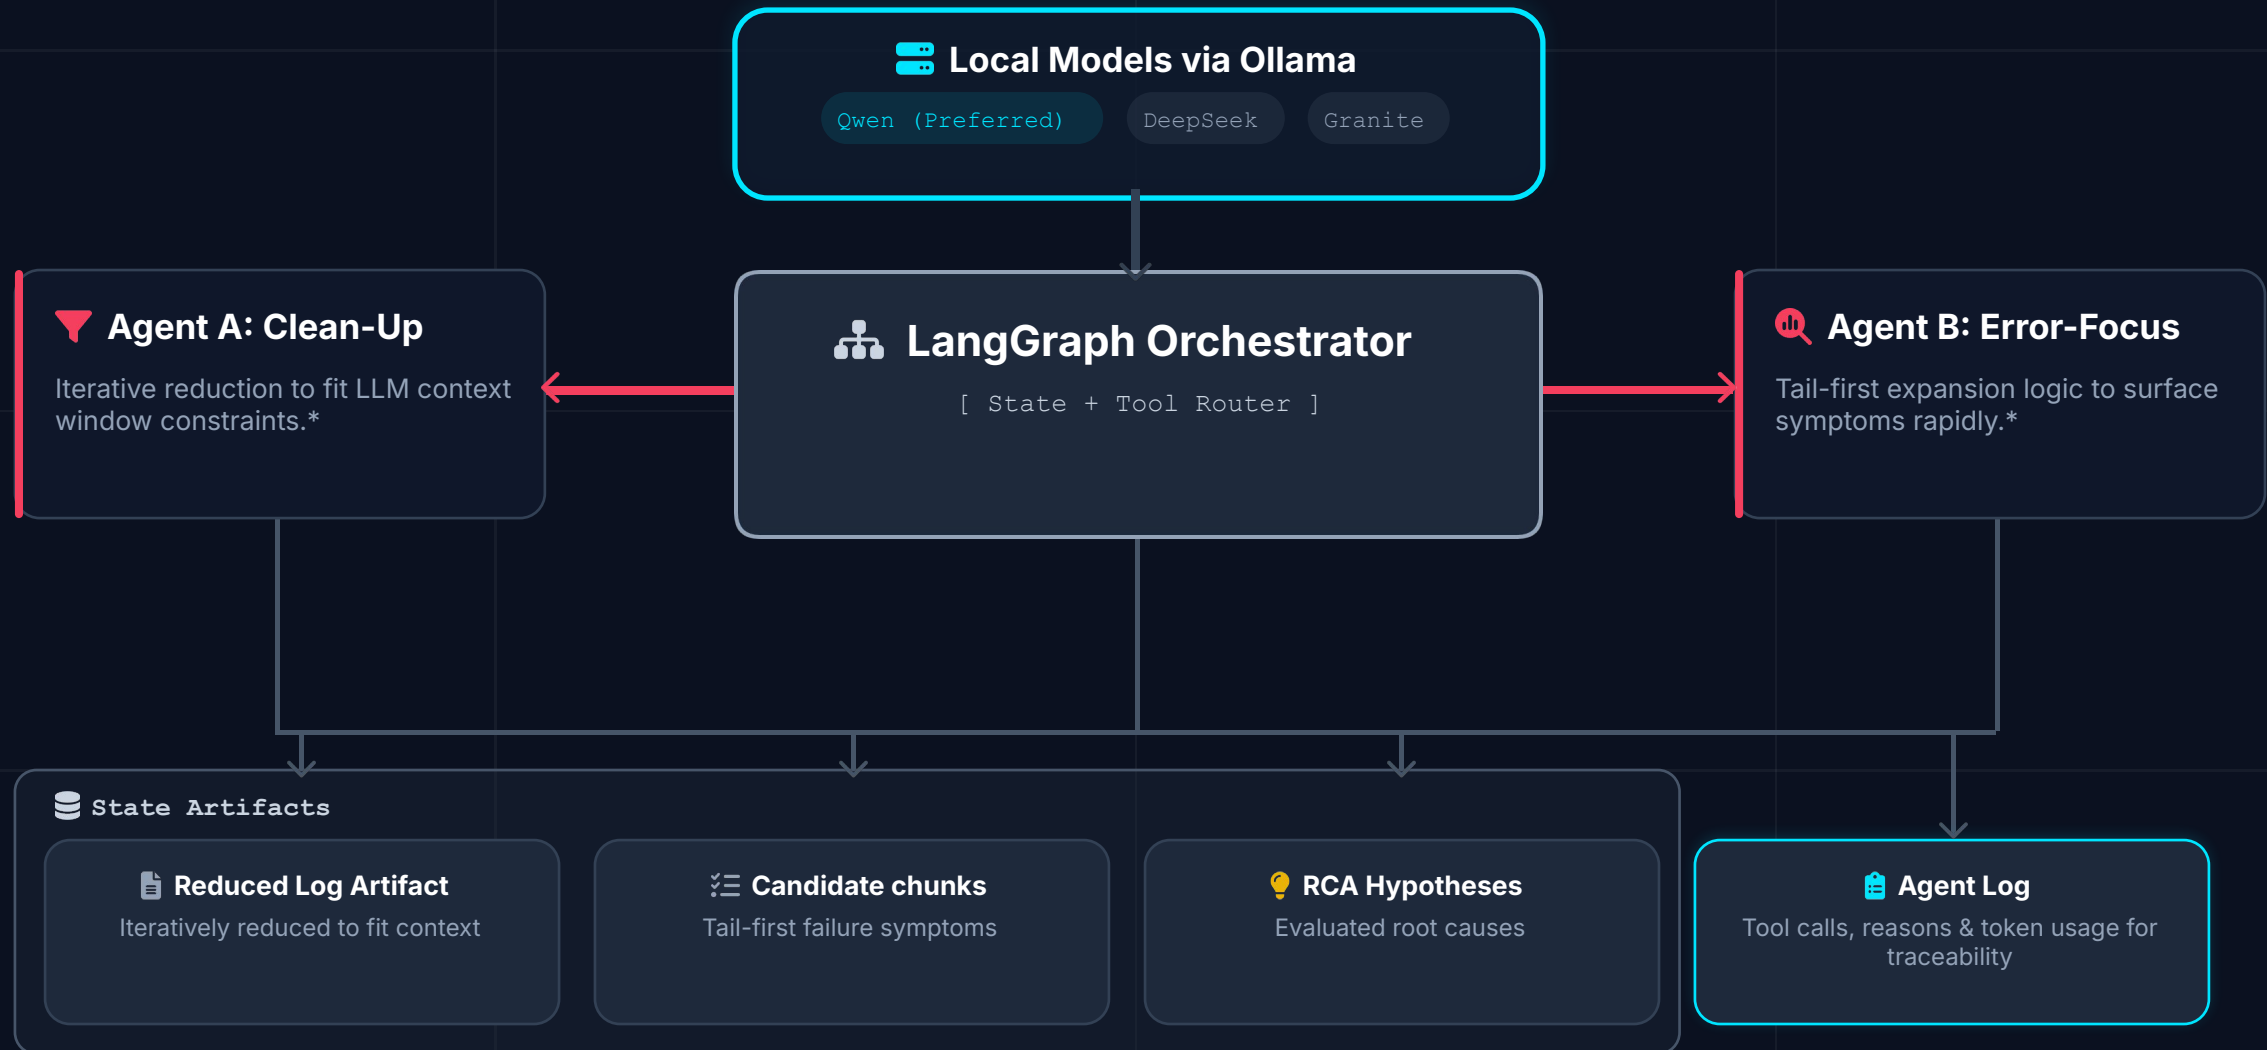 Local Models via Ollama
Qwen (Preferred)
DeepSeek
Granite
Agent A: Clean-Up
Iterative reduction to fit LLM context
window constraints.*
LangGraph Orchestrator
[ State + Tool Router ]
Agent B: Error-Focus
Tail-first expansion logic to surface
symptoms rapidly.*
State Artifacts
Reduced Log Artifact
Iteratively reduced to fit context
Candidate chunks
Tail-first failure symptoms
RCA Hypotheses
Evaluated root causes
Agent Log
Tool calls, reasons & token usage for
traceability